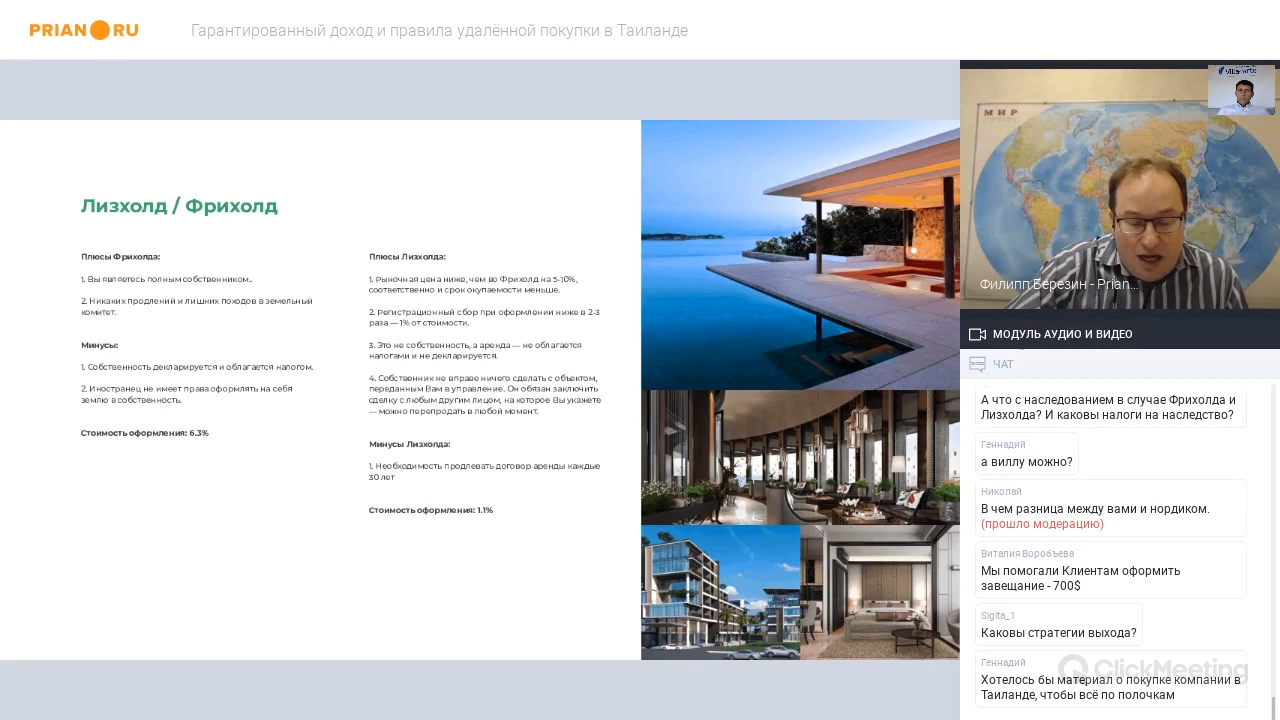 PRIAN RU
Гарантированный доход и правила удалённой покупки в Таиланде
Лизхолд / Фрихолд
Плюсы Фрихолда:
1. Вы являетесь полным собственником..
2. Никаких продлений и лишних походов в земельный
комитет.
Минусы:
1. Собственность декларируется и облагается налогом.
2. Иностранец не имеет права оформлять на себя
землю в собственность.
Стоимость оформления: 6.3%
Плюсы Лизхолда:
1. Рыночная цена ниже, чем во Фрихолд на 5-10%,
соответственно и срок окупаемости меньше.
2. Регистрационный сбор при оформлении ниже в 2-3
раза — 1% от стоимости.
3. Это не собственность, а аренда — не облагается
налогами и не декларируется.
4. Собственник не вправе ничего сделать с объектом,
переданным Вам в управление. Он обязан заключить
сделку с любым другим лицом, на которое Вы укажете
— можно перепродать в любой момент.
Минусы Лизхолда:
1. Необходимость продлевать договор аренды каждые
30 лет
Стоимость оформления: 1.1%
МИР
Филипп Березин - Prian...
МОДУЛЬ АУДИО И ВИДЕО
ЧАТ
А что с наследованием в случае Фрихолда и
Лизхолда? И каковы налоги на наследство?
Геннадий
а виллу можно?
Николай
В чем разница между вами и нордиком.
(прошло модерацию)
Виталия Воробъева
Мы помогали Клиентам оформить
завещание - 700$
Sigita_1
Каковы стратегии выхода?
Геннадий
ClickMeeting
Хотелось бы материал о покупке компании в
Таиланде, чтобы всё по полочкам